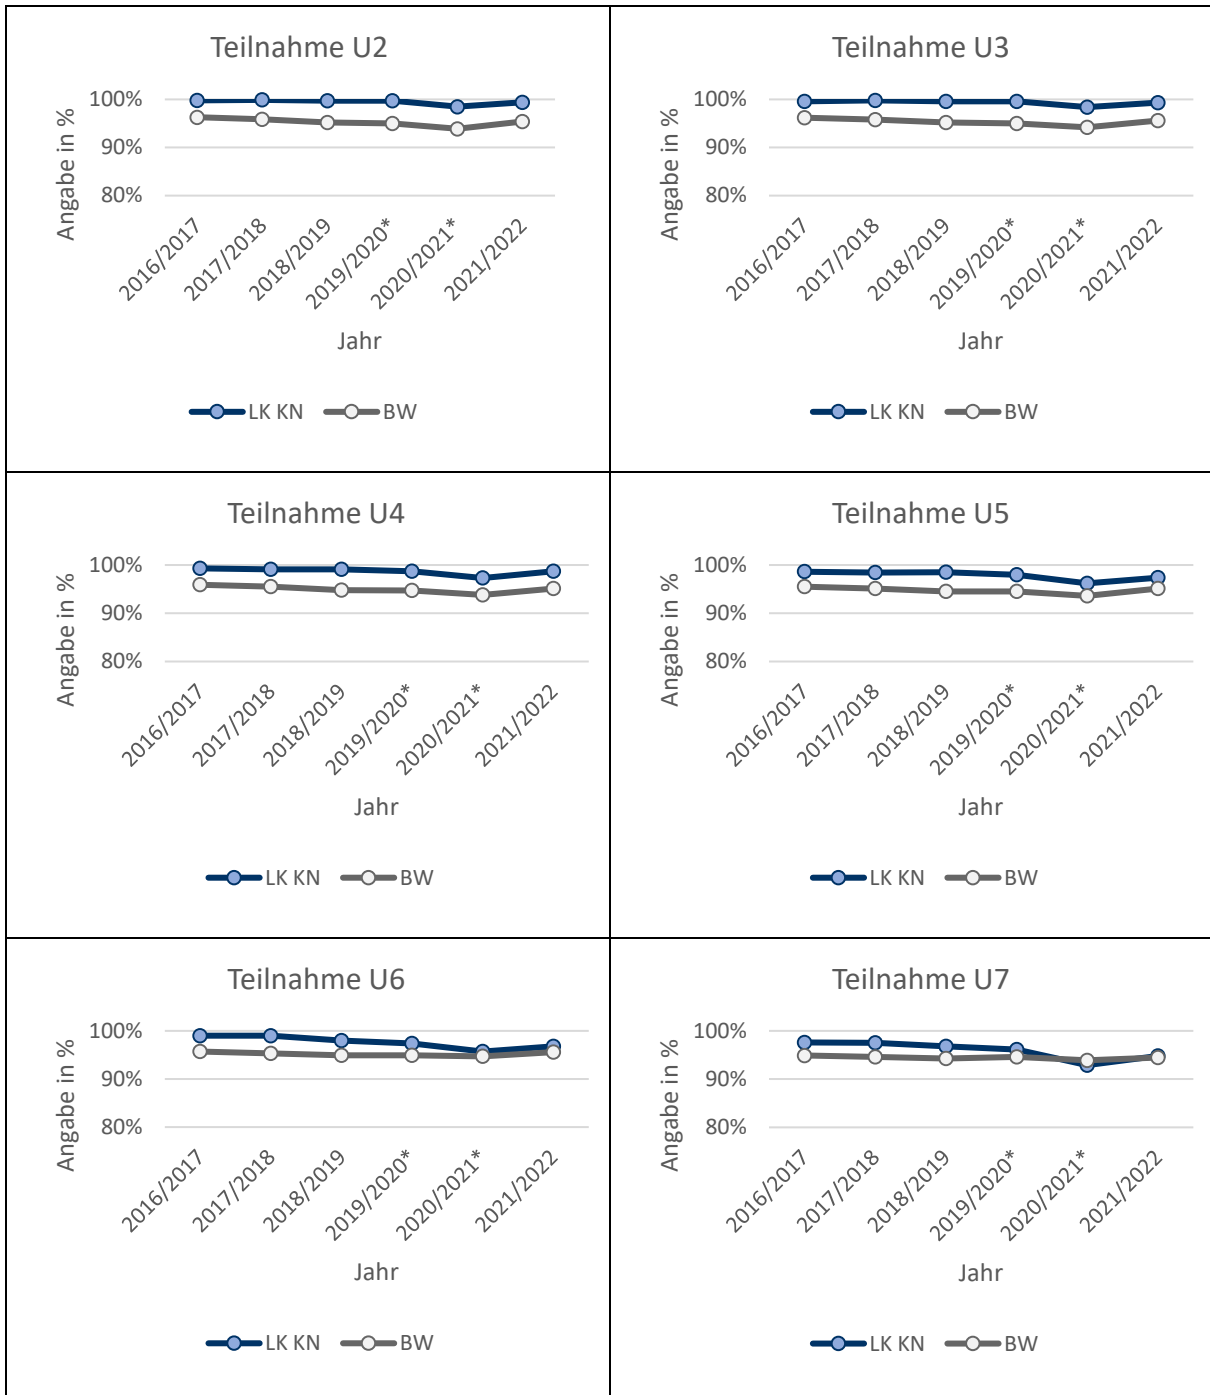 Teilnahme U2
Angabe in %
100%
90%
80%
2016/2017
2017/2018
2018/2019
2019/2020*
2020/2021*
2021/2022
Jahr
LK KN BW
Teilnahme U3
Angabe in %
100%
90%
80%
2016/2017
2017/2018
2018/2019
2019/2020*
2020/2021*
2021/2022
Jahr
LK KN BW
Teilnahme U4
Angabe in %
100%
90%
80%
2016/2017
2017/2018
2018/2019
2019/2020*
2020/2021*
2021/2022
Jahr
LK KN BW
Teilnahme U5
Angabe in %
100%
90%
80%
2016/2017
2017/2018
2018/2019
2019/2020*
2020/2021*
2021/2022
Jahr
LK KN BW
Teilnahme U6
Angabe in %
100%
90%
80%
2016/2017
2017/2018
2018/2019
2019/2020*
2020/2021*
2021/2022
Jahr
LK KN BW
Teilnahme U7
Angabe in %
100%
90%
80%
2016/2017
2017/2018
2018/2019
2019/2020*
2020/2021*
2021/2022
Jahr
LK KN BW